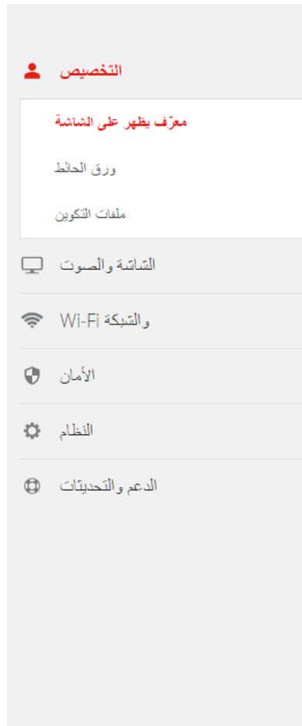 التخصيص
معرّف يظهر على الشاشة
ورق الحائط
ملفات التكوين
الشاشة والصوت
والشبكة Wi-Fi
الأمان
النظام
الدعم والتحديثات